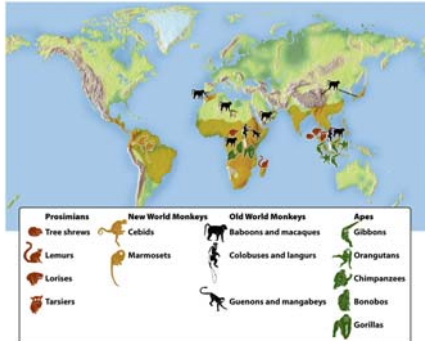 Prosimians
Tree shrews
Lemurs
Lorises
Tarsiers
New World Monkeys
Cebids
Marmosets
Old World Monkeys
Baboons and macaques
Colobuses and langurs
Guenons and mangabeys
Apes
Gibbons
Orangutans
Chimpanzees
Bonobos
Gorillas